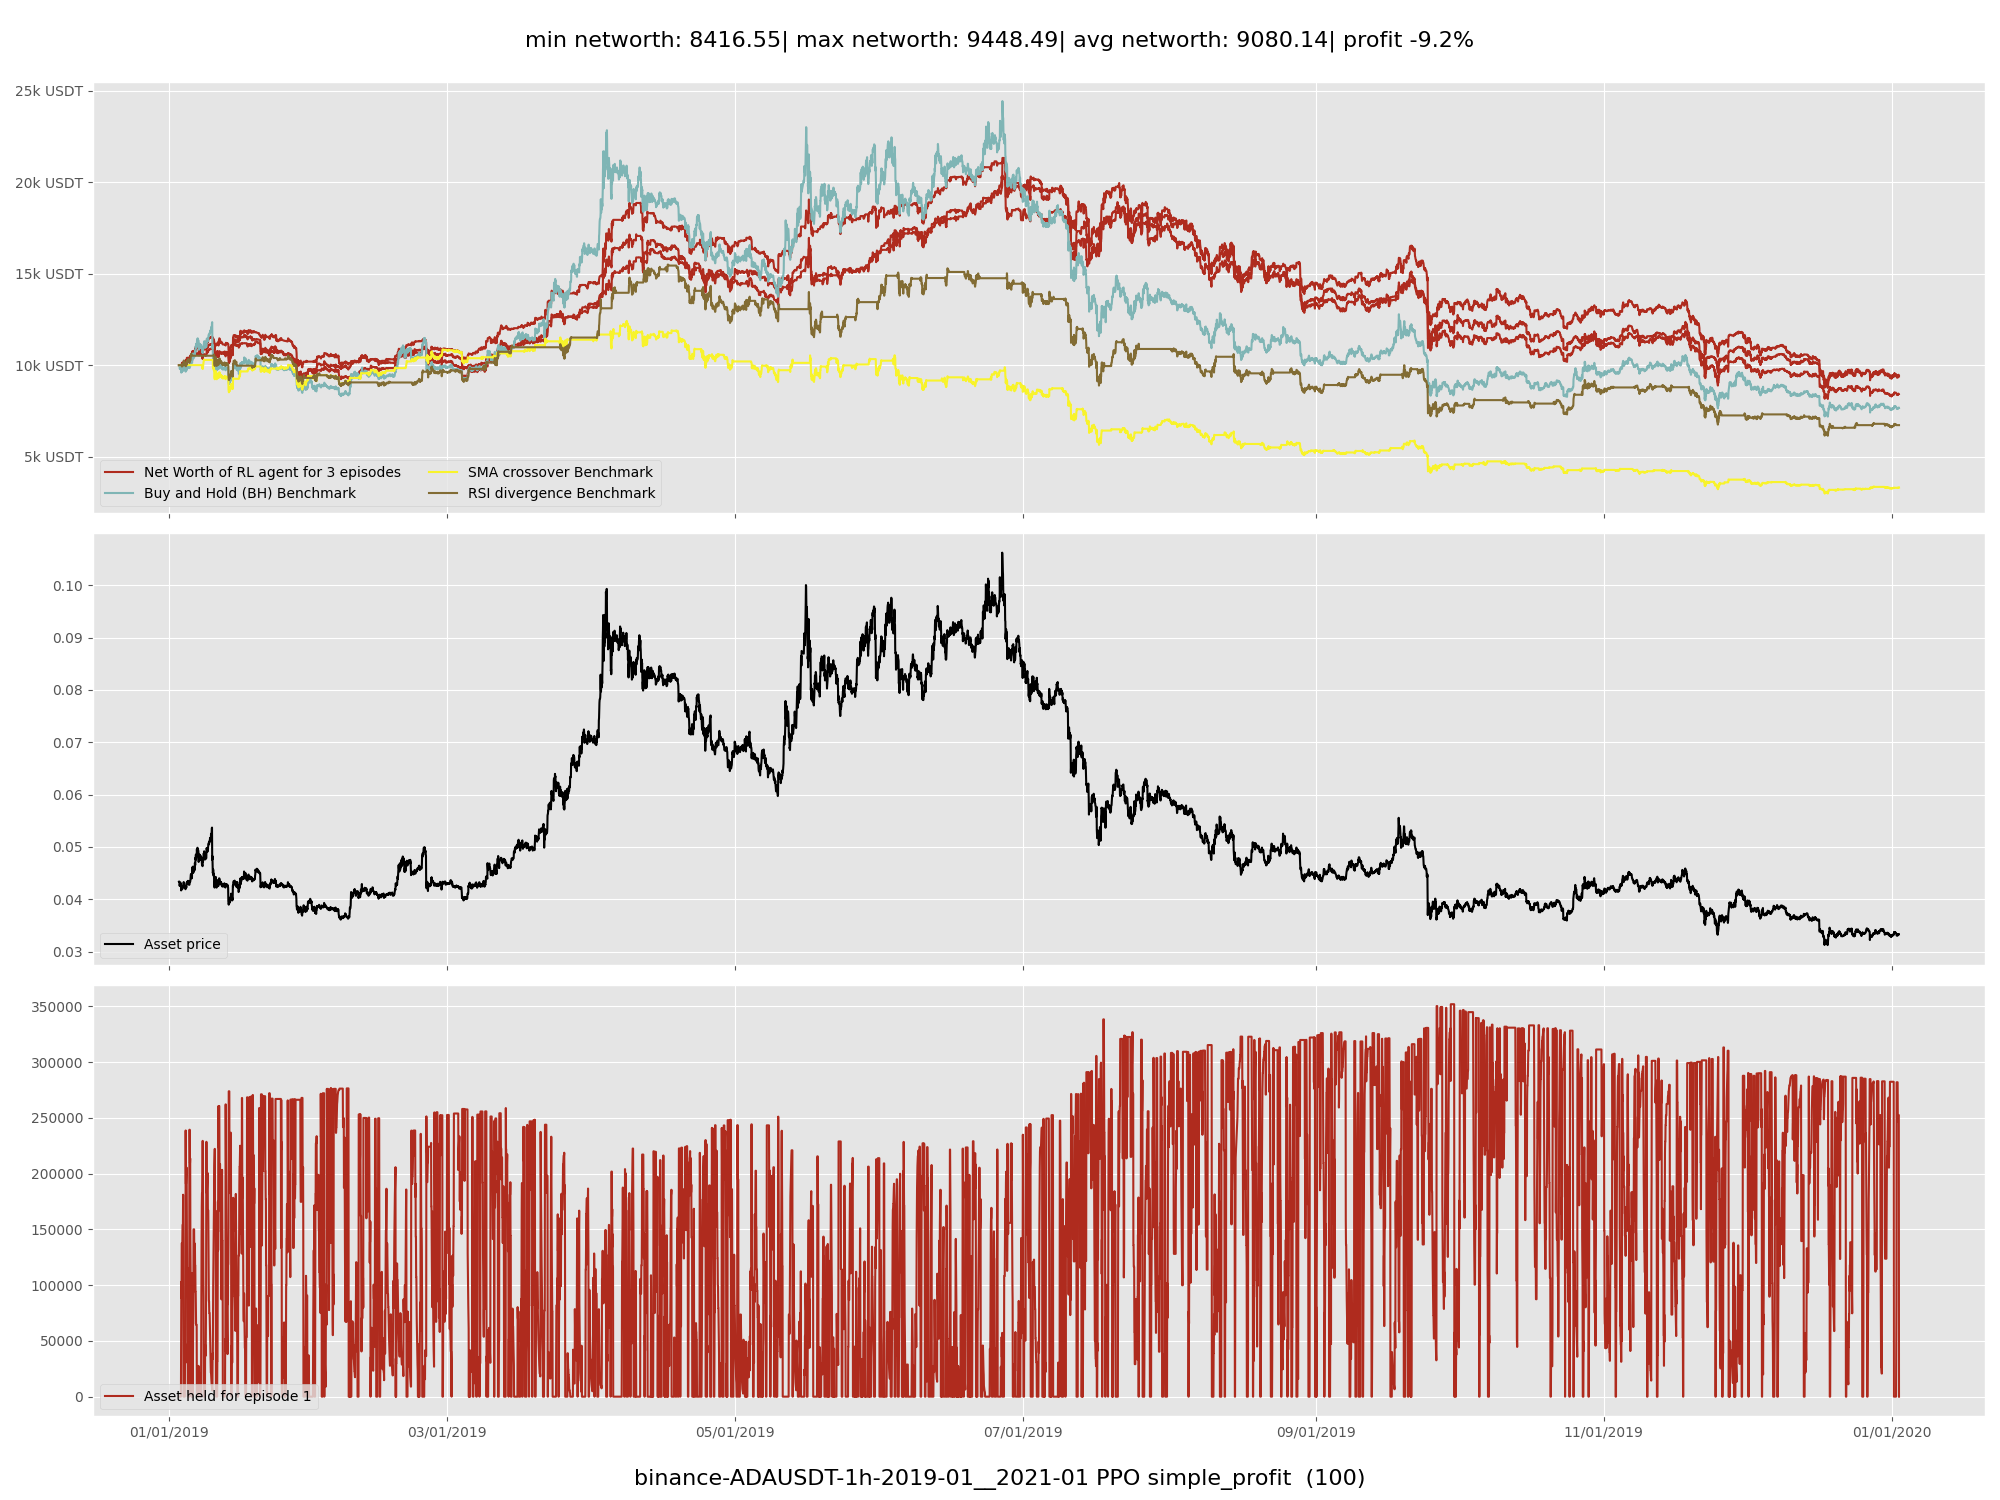 min networth: 8416.55| max networth: 9448.49| avg networth: 9080.14| profit -9.2%
25k USDT
20k USDT
15k USDT
10k USDT
5k USDT
Net Worth of RL agent for 3 episodes
Buy and Hold (BH) Benchmark
SMA crossover Benchmark
RSI divergence Benchmark
0.10
0.09
0.08
0.07
0.06
0.05
0.04
0.03
Asset price
350000
300000
250000
200000
150000
100000
50000
0
Asset held for episode 1
01/01/2019
03/01/2019
05/01/2019
07/01/2019
09/01/2019
11/01/2019
01/01/2020
binance-ADAUSDT-1h-2019-01__2021-01 PPO simple_profit  (100)